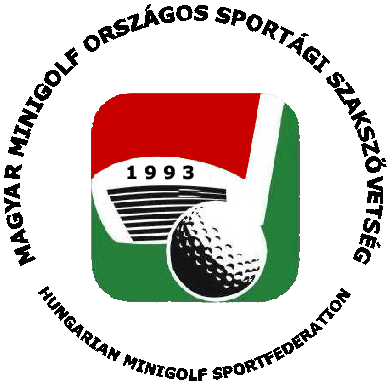 MAGYAR MINIGOLF ORSZÁGOS SPORTÁGI SZAKSZÖVETSÉG
1993
HUNGARIAN MINIGOLF SPORTFEDERATION